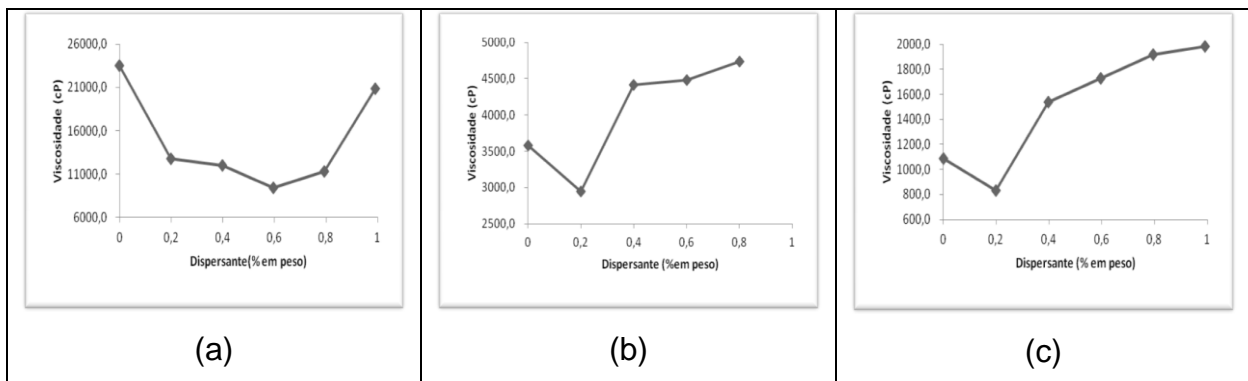 26000,0
21000,0
16000,0
11000,0
6000,0
Viscosidade (cP)
0 0,2 0,4 0,6 0,8 1
Dispersante(% em peso)
(a)
5000,0
4500,0
4000,0
3500,0
3000,0
2500,0
Viscosidade (cP)
0 0,2 0,4 0,6 0,8 1
Dispersante (%em peso)
(b)
2000,0
1800,0
1600,0
1400,0
1200,0
1000,0
800,0
600,0
Viscosidade (cP)
0 0,2 0,4 0,6 0,8 1
Dispersante (% em peso)
(c)